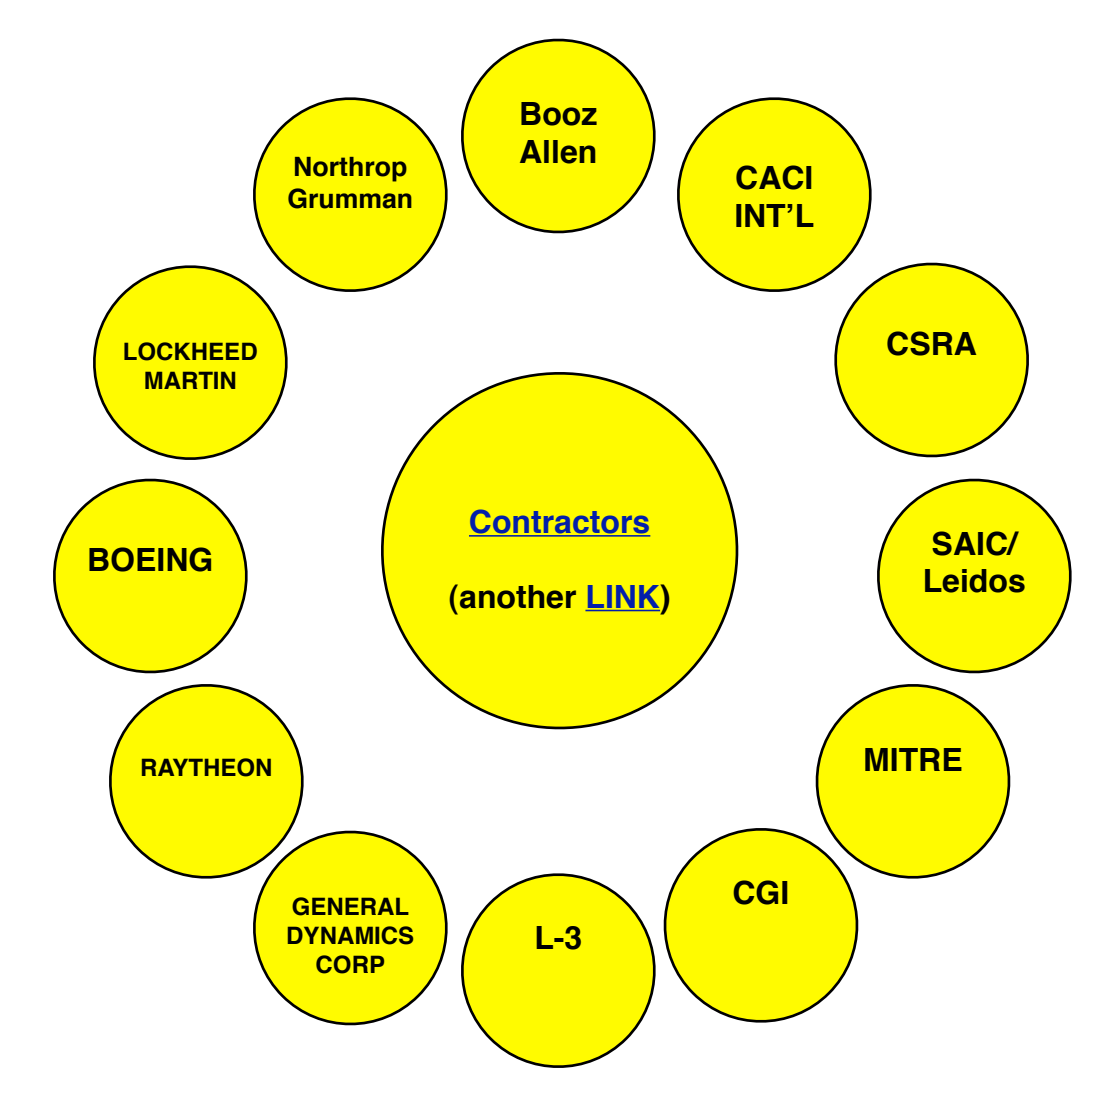 Booz
Allen
CACI
INT’L
CSRA
SAIC/
Leidos
MITRE
CGI
L-3
GENERAL
DYNAMICS
CORP
RAYTHEON
BOEING
LOCKHEED
MARTIN
Northrop
Grumman
Contractors
(another LINK)